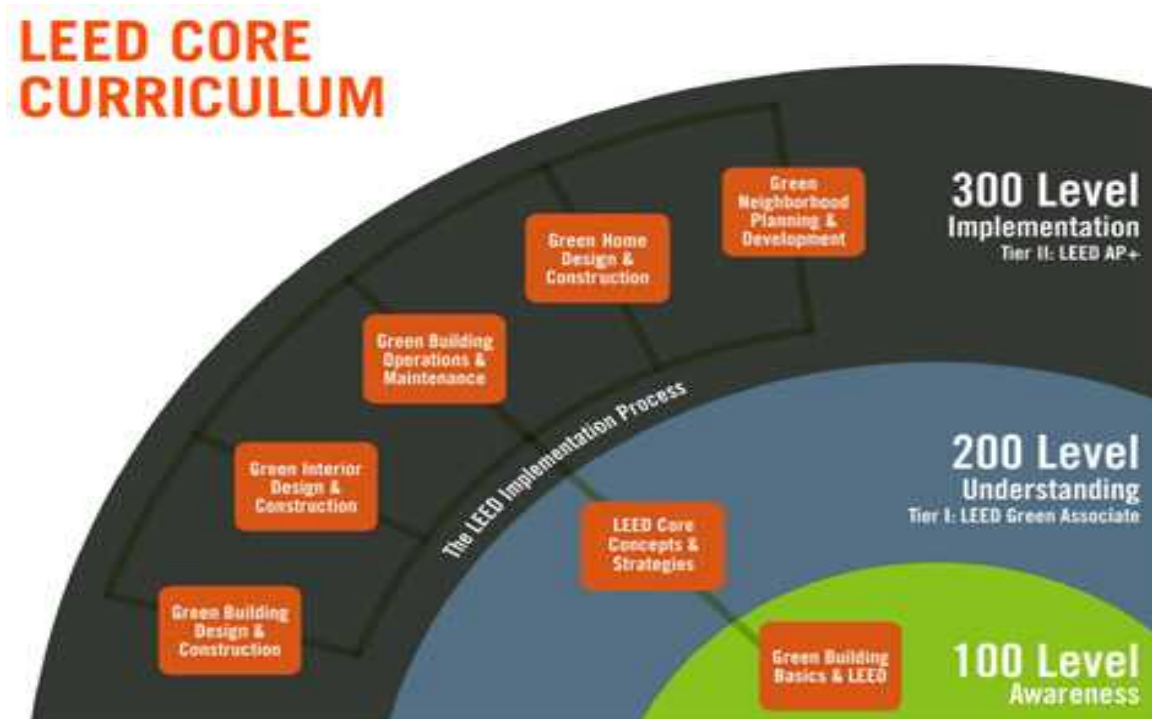 LEED CORE
CURRICULUM
Green
Neighborhood
Planning &
Development
Green Home
Design &
Construction
Green Building
Operations &
Maintenance
Green Interior
Design &
Construction
Green Building
Design &
Construction
The LEED Implementation Process
LEED Core
Concepts &
Strategies
Green Building
Basics & LEED
300 Level
Implementation
Tier II: LEED AP+
200 Level
Understanding
Tier I: LEED Green Associate
100 Level
Awareness